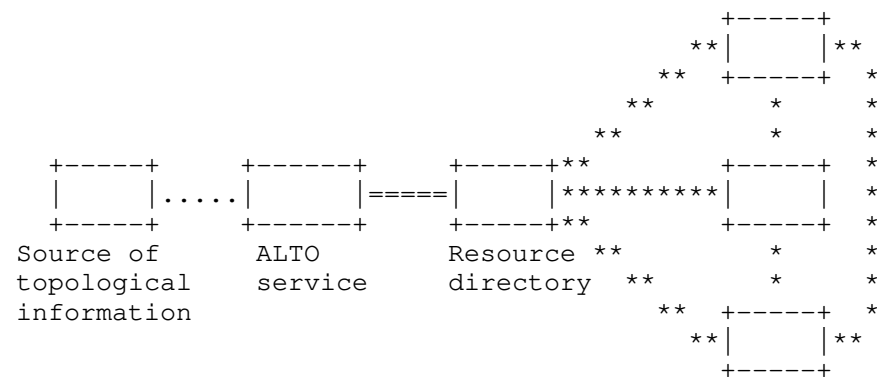 Source of ALTO Resource
topological service directory
information